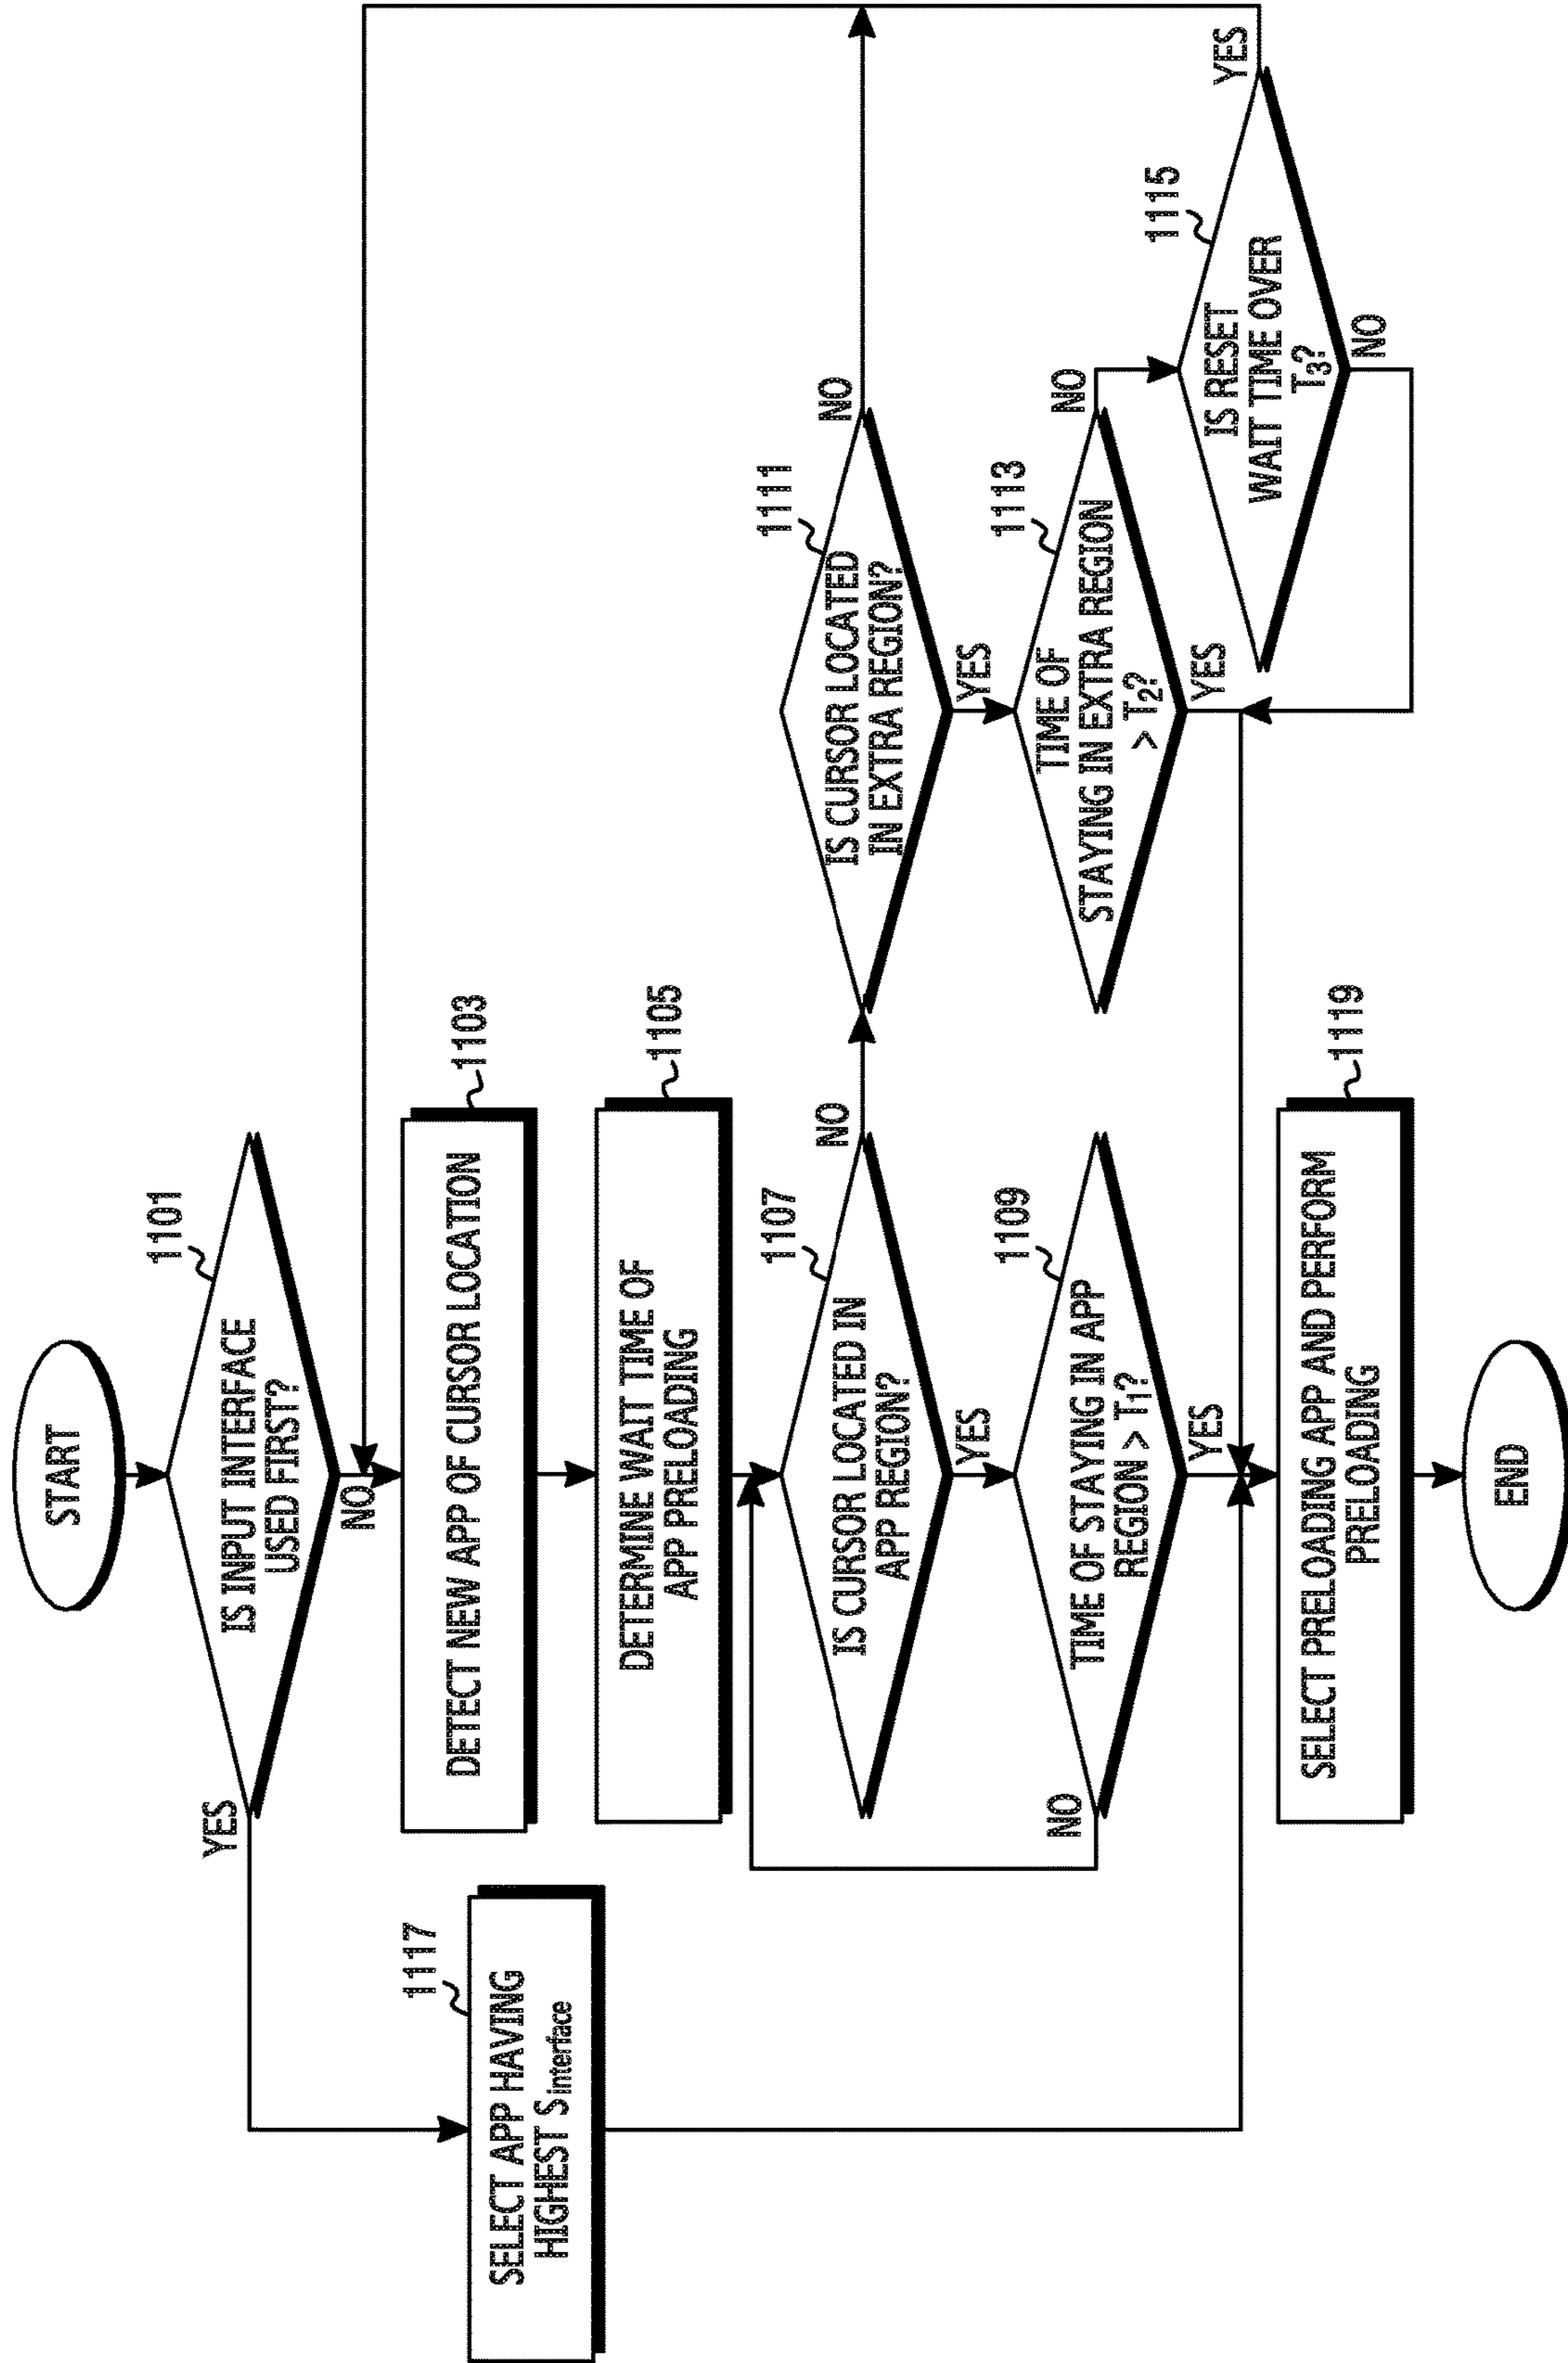 START
1101
IS INPUT INTERFACE
USED FIRST?
YES
NO
1117
SELECT APP HAVING
HIGHEST Sinterface
1103
DETECT NEW APP OF CURSOR LOCATION
1105
DETERMINE WAIT TIME OF
APP PRELOADING
1107
IS CURSOR LOCATED IN
APP REGION?
NO
YES
1111
IS CURSOR LOCATED
IN EXTRA REGION?
NO
YES
1109
TIME OF STAYING IN APP
REGION > T1?
NO
YES
1113
TIME OF
STAYING IN EXTRA REGION
> T2?
NO
YES
1115
IS RESET
WAIT TIME OVER
T3?
YES
NO
1119
SELECT PRELOADING APP AND PERFORM
PRELOADING
END